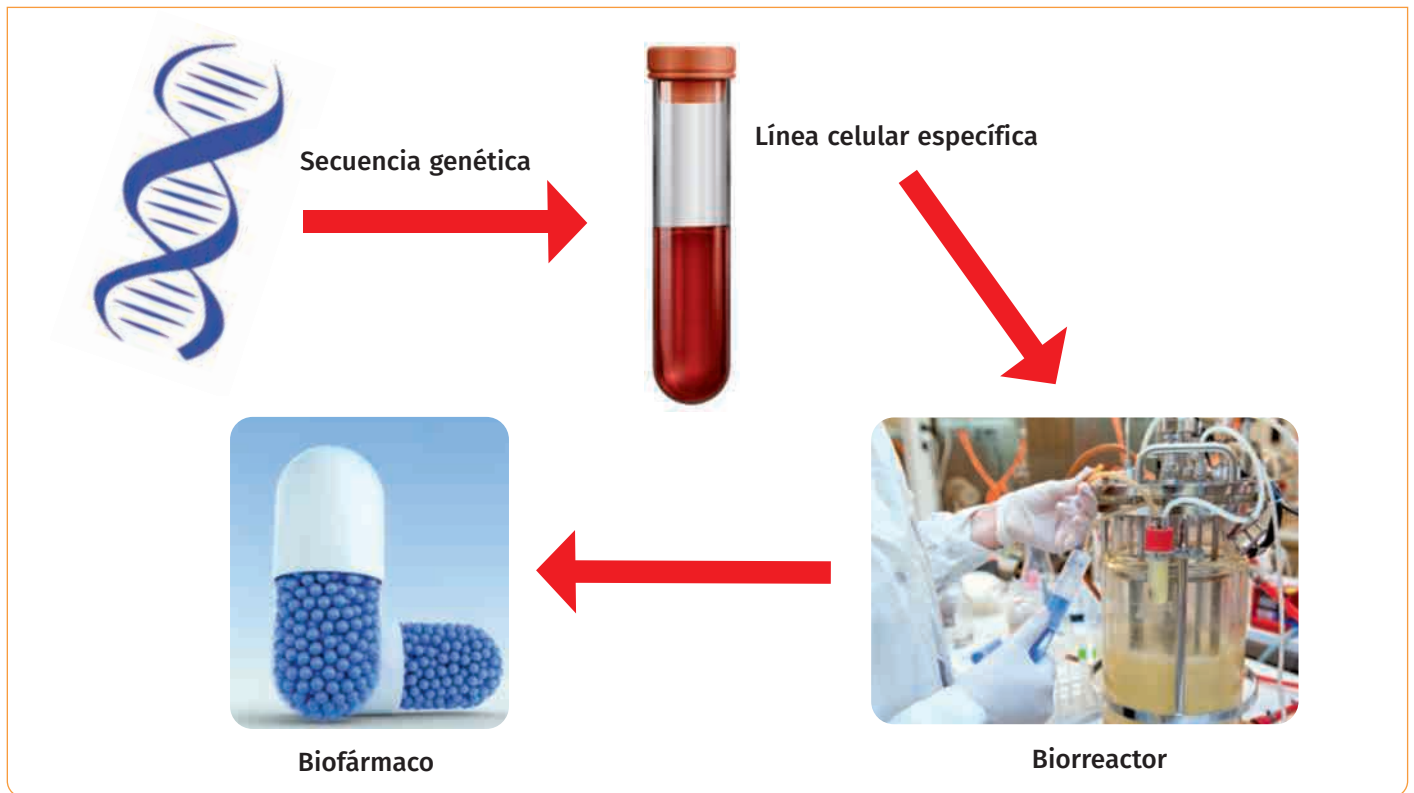 Secuencia genética
Línea celular específica
Biorreactor
Biofármaco